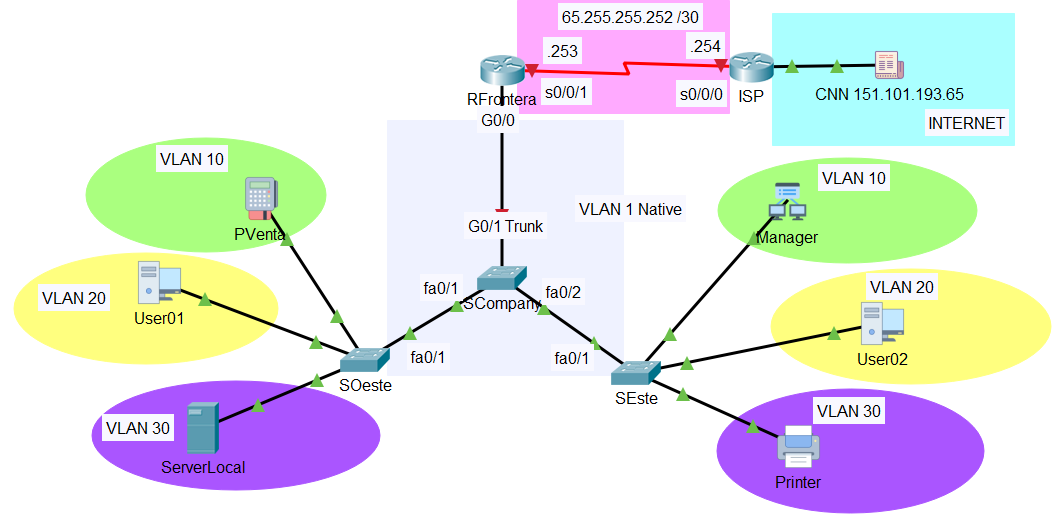 65.255.255.252 /30
.253
.254
RFrontera
s0/0/1
s0/0/0
ISP
CNN 151.101.193.65
INTERNET
G0/0
VLAN 10
PVenta
VLAN 1 Native
G0/1 Trunk
VLAN 10
Manager
VLAN 20
User01
fa0/1
SCompany
fa0/2
VLAN 20
User02
fa0/1
SOeste
fa0/1
SEste
VLAN 30
ServerLocal
VLAN 30
Printer